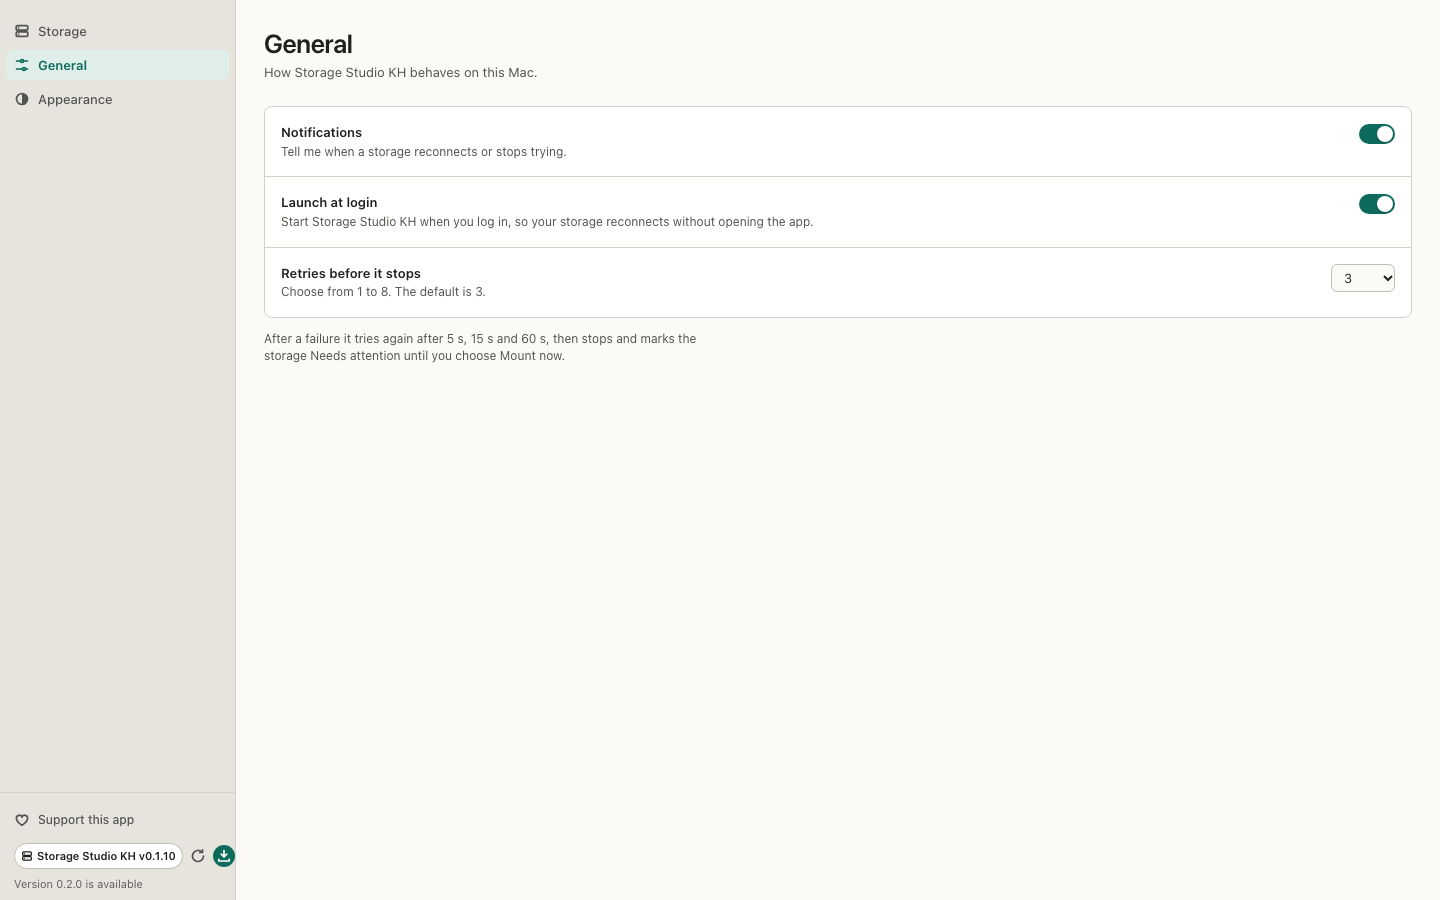 Storage
General
Appearance
General
How Storage Studio KH behaves on this Mac.
Notifications
Tell me when a storage reconnects or stops trying.
Launch at login
Start Storage Studio KH when you log in, so your storage reconnects without opening the app.
Retries before it stops
Choose from 1 to 8. The default is 3.
3
After a failure it tries again after 5 s, 15 s and 60 s, then stops and marks the
storage Needs attention until you choose Mount now.
Support this app
Storage Studio KH v0.1.10
Version 0.2.0 is available